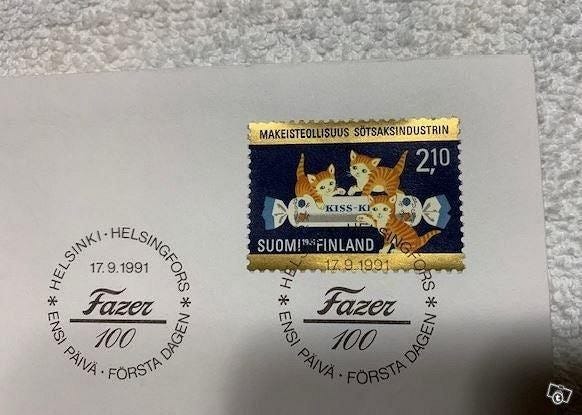 MAKEISTEOLLISUUS SÖTSAKSINDUSTRIN
2,10
KISS-KI
SUOMI FINLAND
* HELSINKI · HELSINGFORS *
17.9.1991
Fazer
100
ENSI PÄIVÄ · FÖRSTA DAGEN
* HELSINKI · HELSINGFORS *
17.9.1991
Fazer
100
ENSI PÄIVÄ · FÖRSTA DAGEN